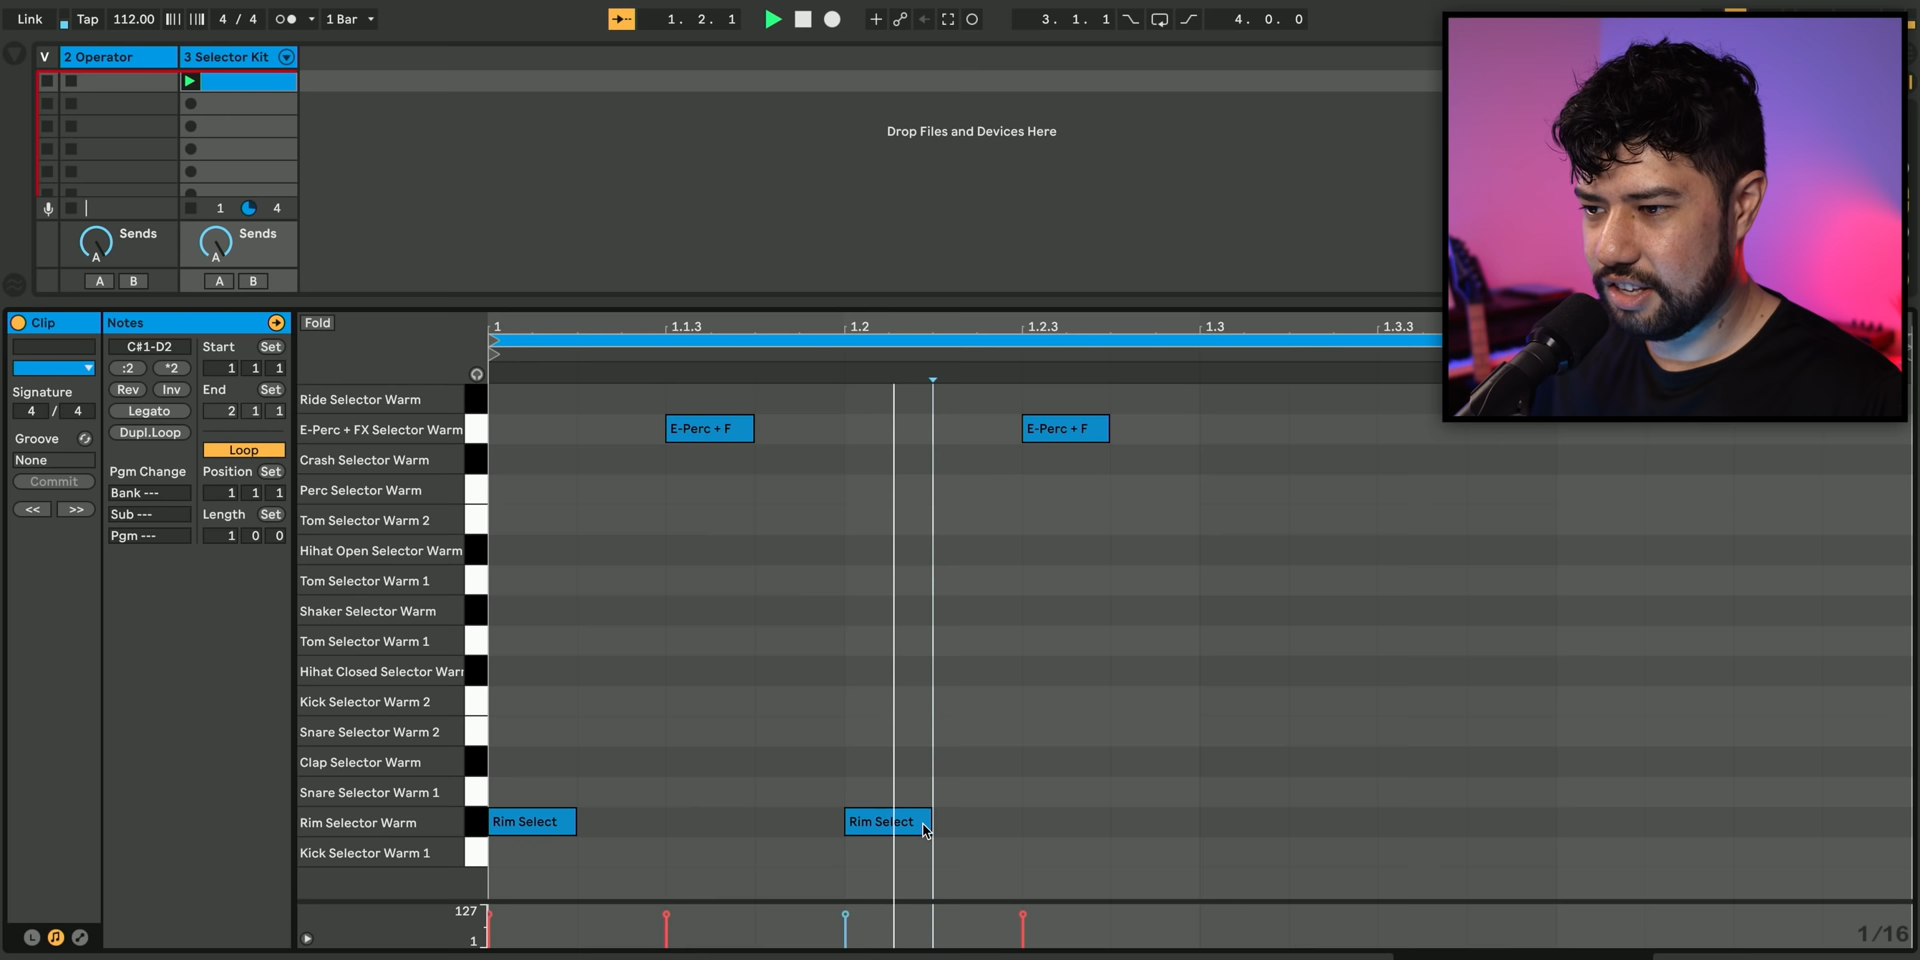 Link Tap 112.00 4 / 4 1 Bar 1. 2. 1 3. 1. 1 4. 0. 0
V 2 Operator 3 Selector Kit
Drop Files and Devices Here
1 4
Sends Sends
A A
A B A B
Clip Notes Fold 1 1.1.3 1.2 1.2.3 1.3 1.3.3
C#1-D2 Start Set
:2 *2 1 1 1
Signature Rev Inv End Set
4 / 4 Legato 2 1 1
Groove Dupl.Loop
None Loop
Commit Pgm Change Position Set
Bank --- 1 1 1
<< >> Sub --- Length Set
Pgm --- 1 0 0
Ride Selector Warm
E-Perc + FX Selector Warm E-Perc + F E-Perc + F
Crash Selector Warm
Perc Selector Warm
Tom Selector Warm 2
Hihat Open Selector Warm
Tom Selector Warm 1
Shaker Selector Warm
Tom Selector Warm 1
Hihat Closed Selector Warr
Kick Selector Warm 2
Snare Selector Warm 2
Clap Selector Warm
Snare Selector Warm 1
Rim Selector Warm Rim Select Rim Select
Kick Selector Warm 1
127
1
L
1/16